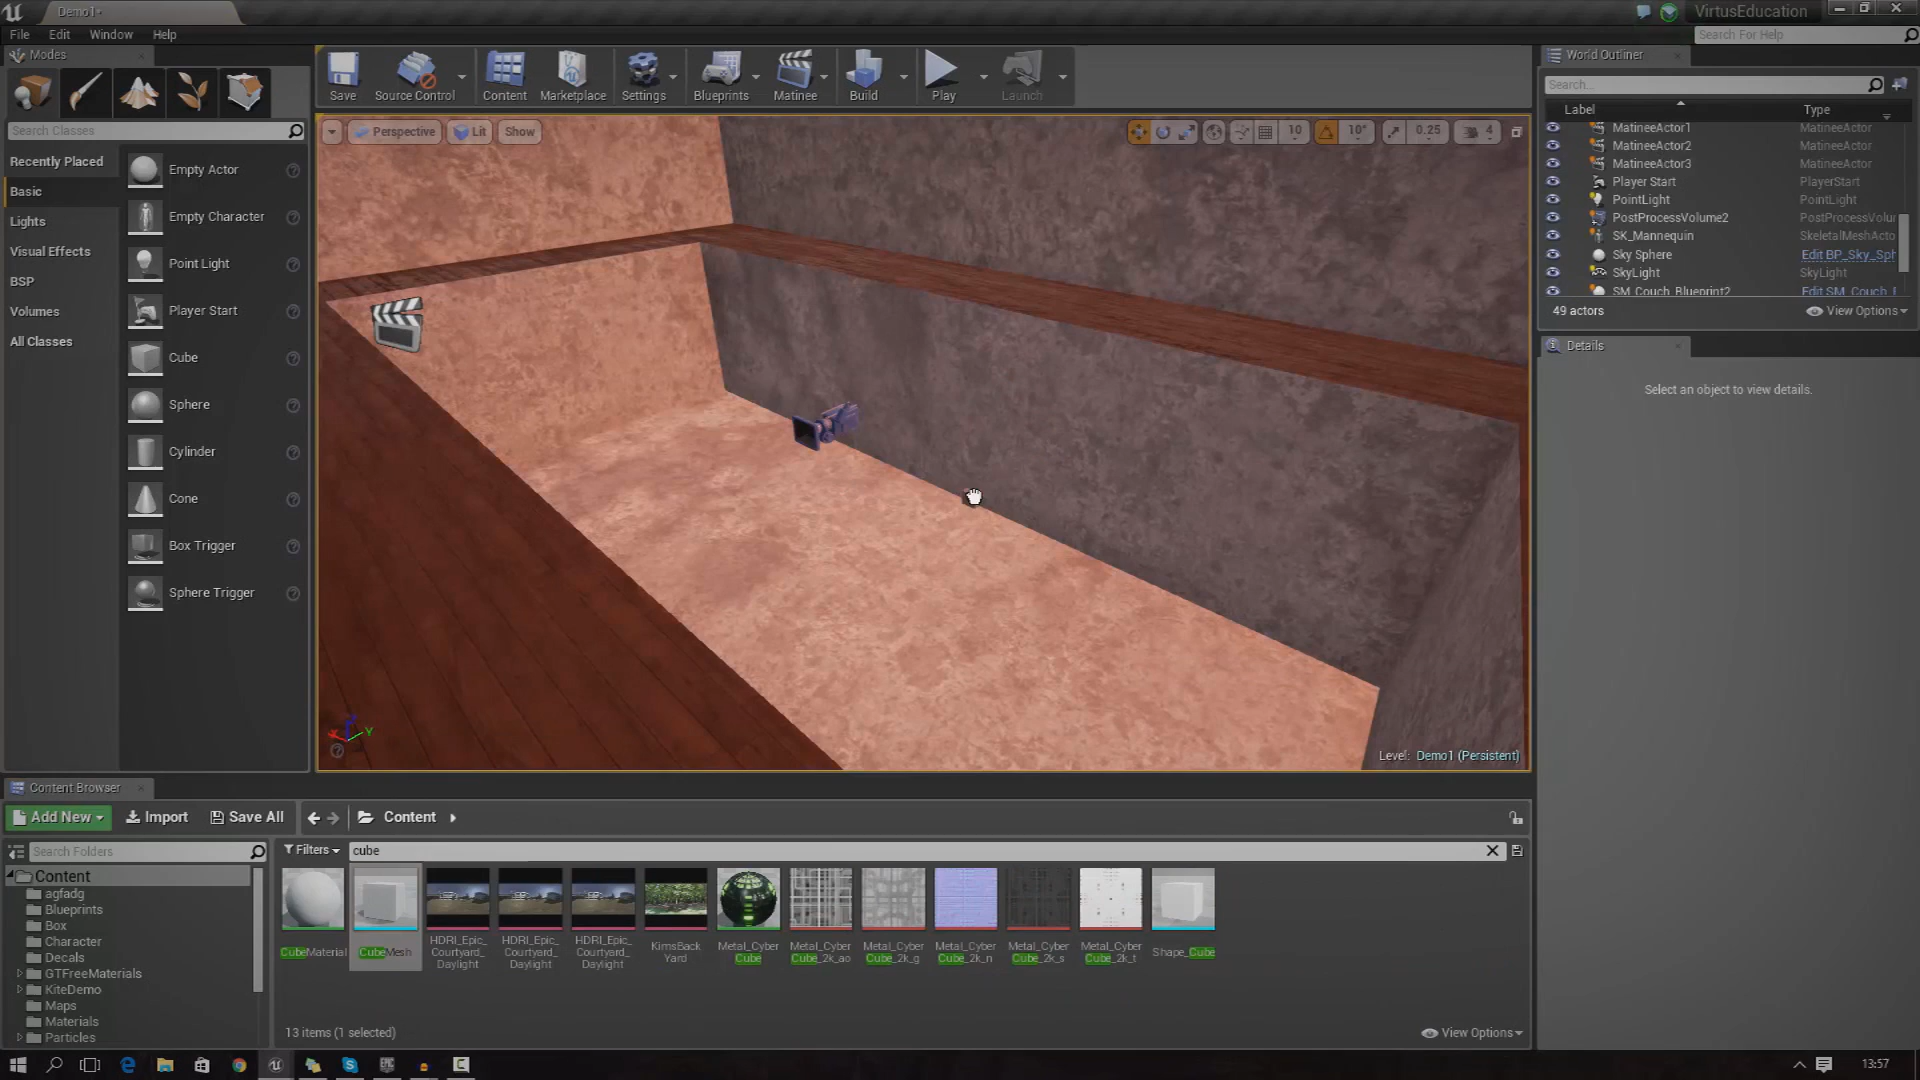 Demo1*
VirtusEducation
File Edit Window Help
Search For Help
Modes
Save
Source Control
Content
Marketplace
Settings
Blueprints
Matinee
Build
Play
Launch
World Outliner
Search...
Label Type
MatineeActor1 MatineeActor
MatineeActor2 MatineeActor
MatineeActor3 MatineeActor
Player Start PlayerStart
PointLight PointLight
PostProcessVolume2 PostProcessVolur
SK_Mannequin SkeletalMeshActo
Sky Sphere Edit BP_Sky_Sph
SkyLight SkyLight
SM_Couch_Blueprint2 Edit SM_Couch_
49 actors
View Options
Details
Select an object to view details.
Search Classes
Recently Placed
Basic
Lights
Visual Effects
BSP
Volumes
All Classes
Empty Actor
Empty Character
Point Light
Player Start
Cube
Sphere
Cylinder
Cone
Box Trigger
Sphere Trigger
Perspective Lit Show
10 10° 0.25 4
Y
Level: Demo1 (Persistent)
Content Browser
Add New Import Save All Content
Search Folders
Filters cube
Content
agfadg
Blueprints
Box
Character
Decals
GTFreeMaterials
KiteDemo
Maps
Materials
Particles
CubeMaterial
CubeMesh
HDRI_Epic_
Courtyard_
Daylight
HDRI_Epic_
Courtyard_
Daylight
HDRI_Epic_
Courtyard_
Daylight
KimsBack
Yard
Metal_Cyber
Cube
Metal_Cyber
Cube_2k_ao
Metal_Cyber
Cube_2k_g
Metal_Cyber
Cube_2k_n
Metal_Cyber
Cube_2k_s
Metal_Cyber
Cube_2k_t
Shape_Cube
13 items (1 selected)
View Options
13:57